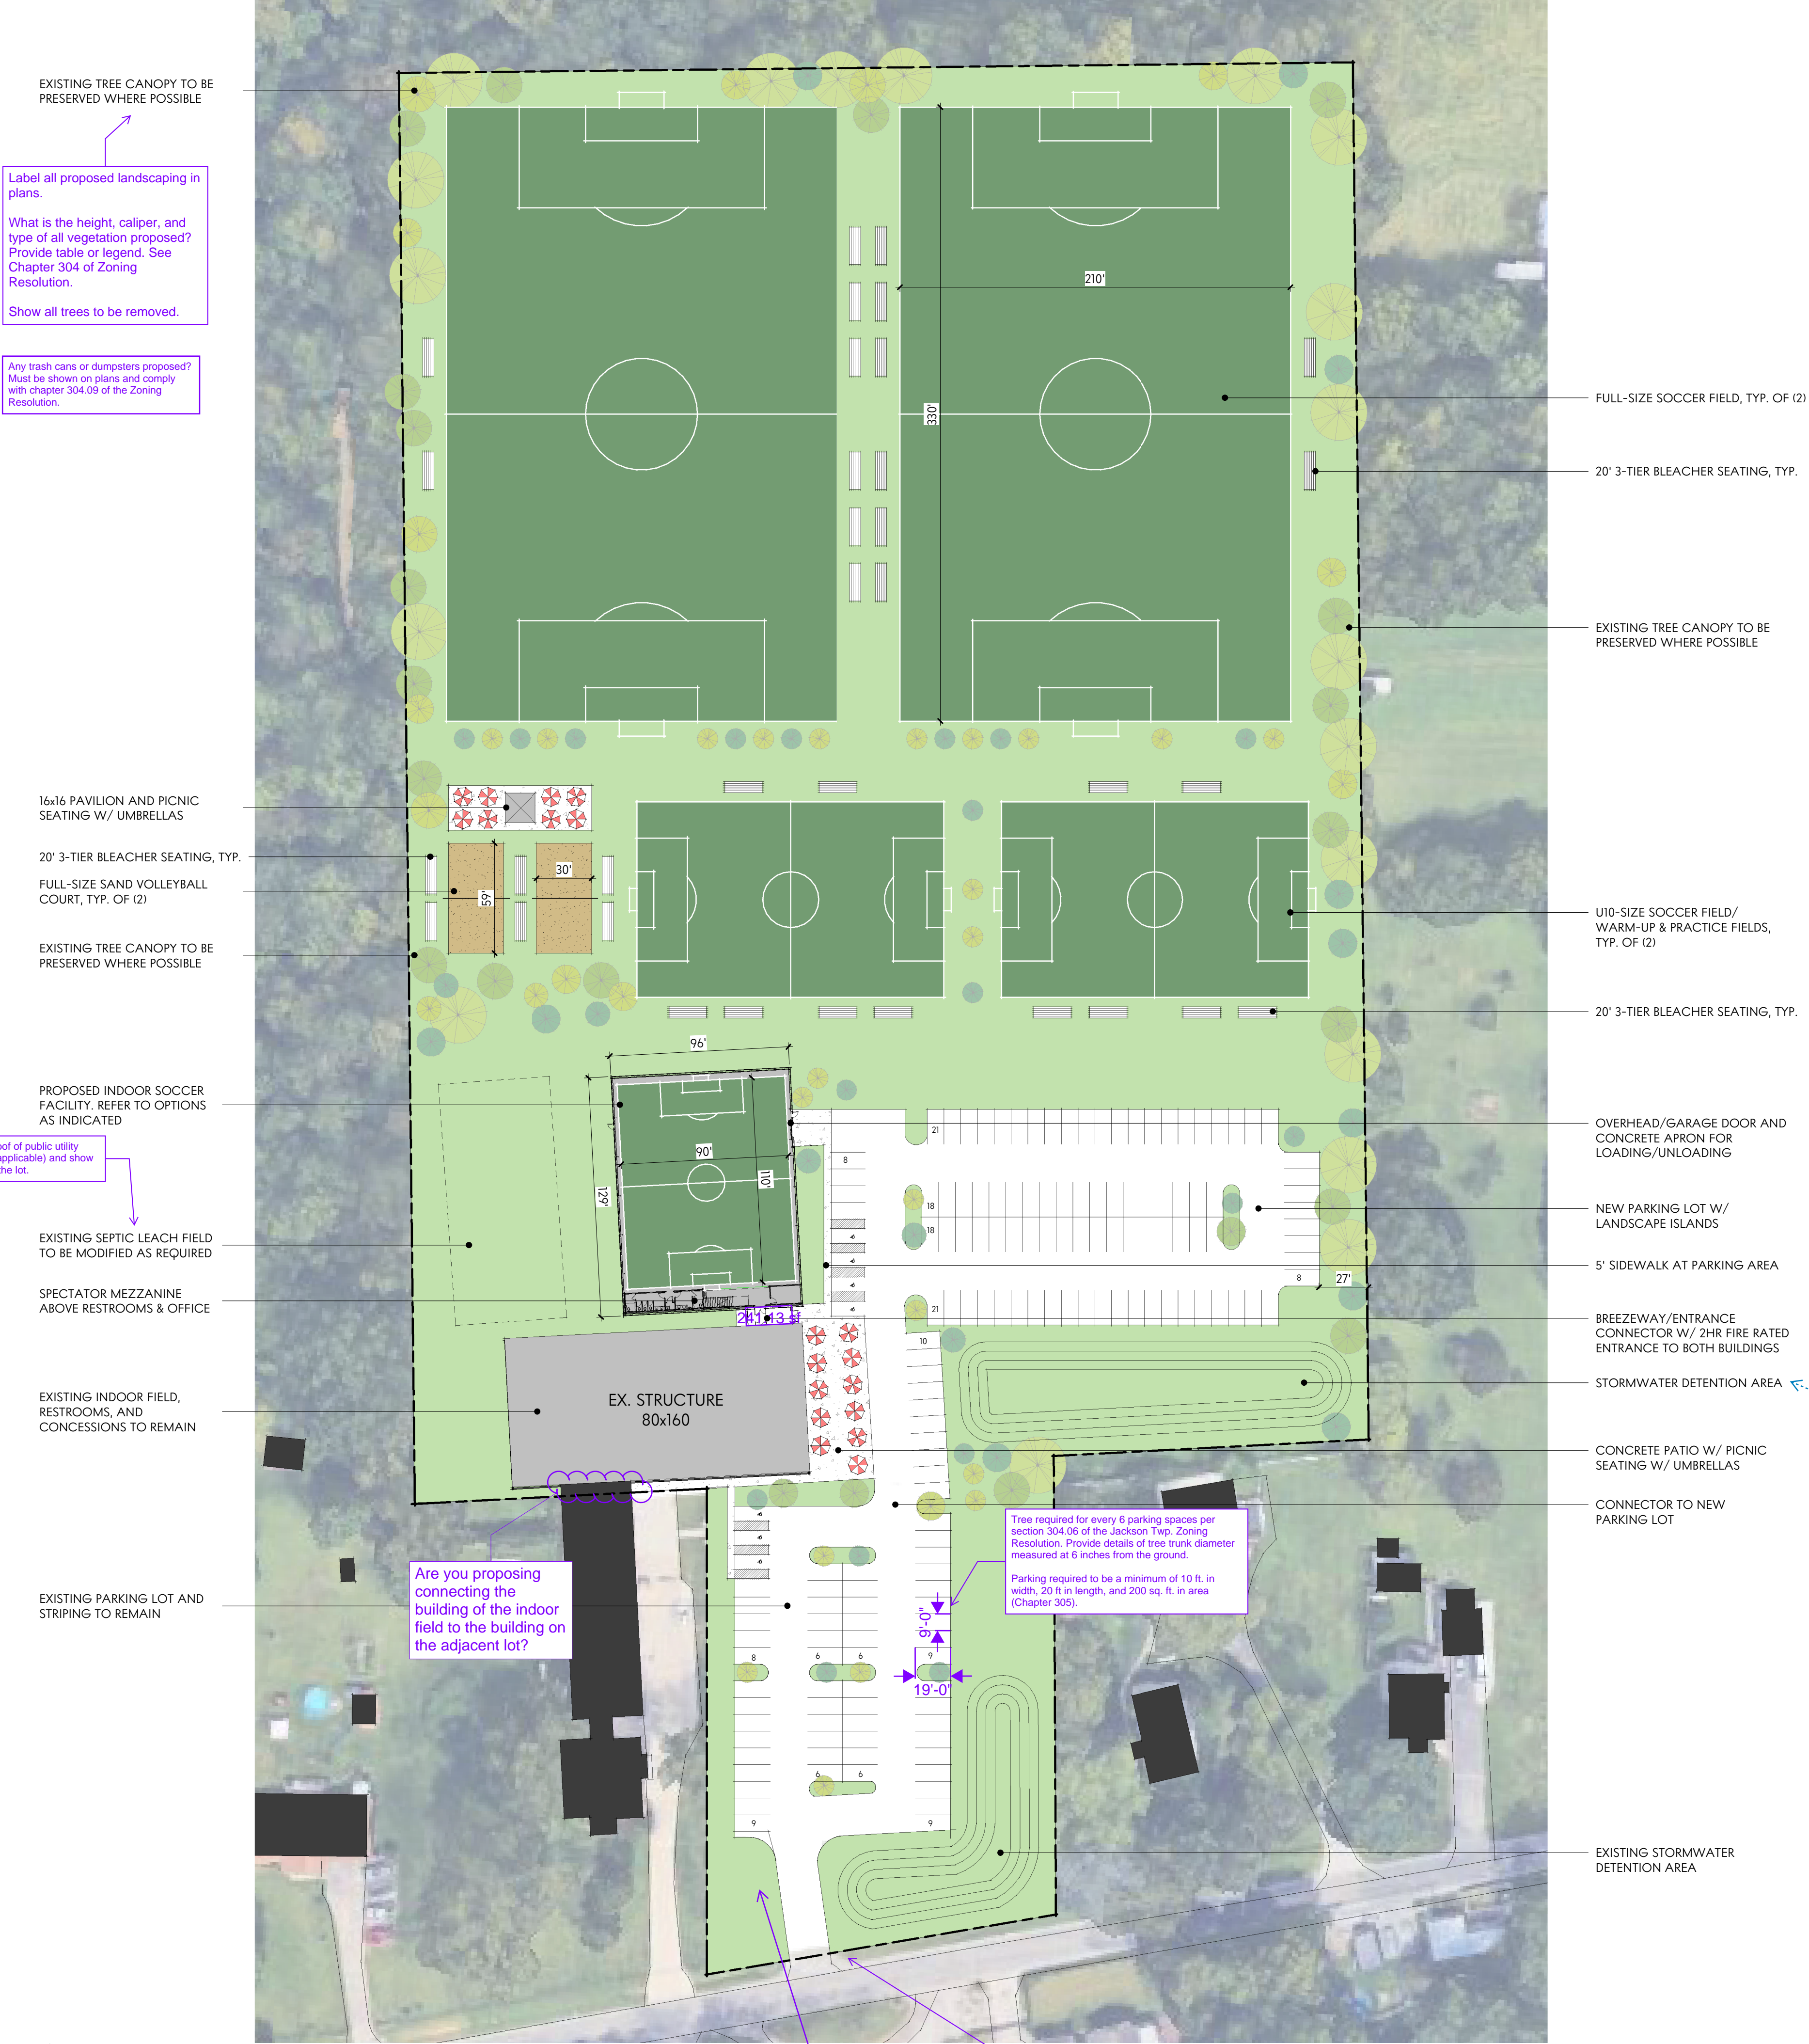 EXISTING TREE CANOPY TO BE
PRESERVED WHERE POSSIBLE
Label all proposed landscaping in
plans.
What is the height, caliper, and
type of all vegetation proposed?
Provide table or legend. See
Chapter 304 of Zoning
Resolution.
Show all trees to be removed.
Any trash cans or dumpsters proposed?
Must be shown on plans and comply
with chapter 304.09 of the Zoning
Resolution.
16x16 PAVILION AND PICNIC
SEATING W/ UMBRELLAS
20' 3-TIER BLEACHER SEATING, TYP.
FULL-SIZE SAND VOLLEYBALL
COURT, TYP. OF (2)
EXISTING TREE CANOPY TO BE
PRESERVED WHERE POSSIBLE
PROPOSED INDOOR SOCCER
FACILITY. REFER TO OPTIONS
AS INDICATED
of of public utility
applicable) and show
the lot.
EXISTING SEPTIC LEACH FIELD
TO BE MODIFIED AS REQUIRED
SPECTATOR MEZZANINE
ABOVE RESTROOMS & OFFICE
EXISTING INDOOR FIELD,
RESTROOMS, AND
CONCESSIONS TO REMAIN
EXISTING PARKING LOT AND
STRIPING TO REMAIN
210'
330'
30'
59'
96'
90'
110'
129'
241.13 sf
EX. STRUCTURE
80x160
21
8
18
18
8
27'
21
10
Are you proposing
connecting the
building of the indoor
field to the building on
the adjacent lot?
Tree required for every 6 parking spaces per
section 304.06 of the Jackson Twp. Zoning
Resolution. Provide details of tree trunk diameter
measured at 6 inches from the ground.
Parking required to be a minimum of 10 ft. in
width, 20 ft in length, and 200 sq. ft. in area
(Chapter 305).
9'-0"
8
6
6
9
19'-0"
6
6
9
9
FULL-SIZE SOCCER FIELD, TYP. OF (2)
20' 3-TIER BLEACHER SEATING, TYP.
EXISTING TREE CANOPY TO BE
PRESERVED WHERE POSSIBLE
U10-SIZE SOCCER FIELD/
WARM-UP & PRACTICE FIELDS,
TYP. OF (2)
20' 3-TIER BLEACHER SEATING, TYP.
OVERHEAD/GARAGE DOOR AND
CONCRETE APRON FOR
LOADING/UNLOADING
NEW PARKING LOT W/
LANDSCAPE ISLANDS
5' SIDEWALK AT PARKING AREA
BREEZEWAY/ENTRANCE
CONNECTOR W/ 2HR FIRE RATED
ENTRANCE TO BOTH BUILDINGS
STORMWATER DETENTION AREA
CONCRETE PATIO W/ PICNIC
SEATING W/ UMBRELLAS
CONNECTOR TO NEW
PARKING LOT
EXISTING STORMWATER
DETENTION AREA